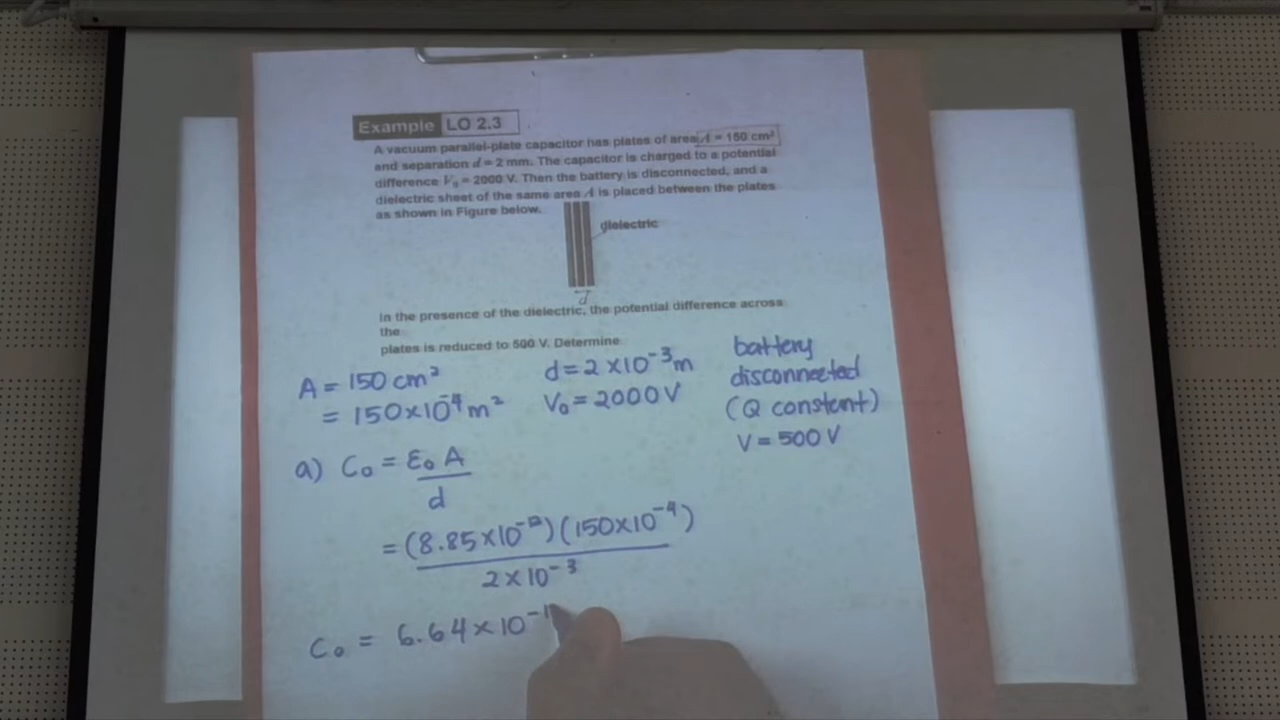 Example LO 2.3
A vacuum parallel-plate capacitor has plates of area A = 150 cm²
and separation d = 2 mm. The capacitor is charged to a potential
difference V₀ = 2000 V. Then the battery is disconnected, and a
dielectric sheet of the same area A is placed between the plates
as shown in Figure below.
dielectric
d
In the presence of the dielectric, the potential difference across
the
plates is reduced to 500 V. Determine
A = 150 cm²
= 150×10⁻⁴ m²
d = 2 ×10⁻³ m
V₀ = 2000 V
battery
disconnected
(Q constant)
V = 500 V
a) C₀ = ε₀ A
d
= (8.85×10⁻¹²)(150×10⁻⁴)
2 × 10⁻³
C₀ = 6.64 × 10⁻¹